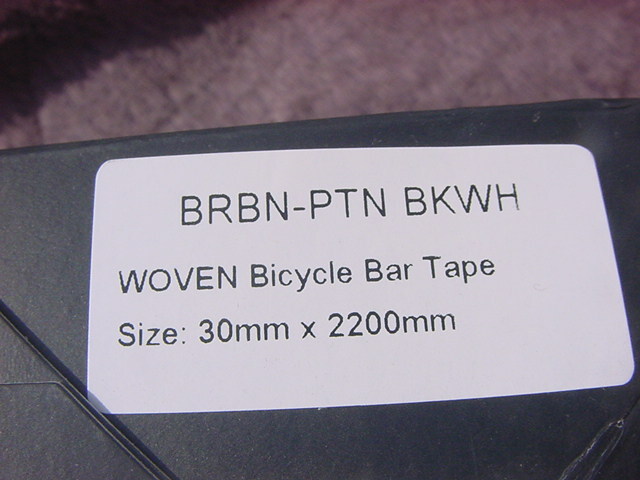 BRBN-PTN BKWH
WOVEN Bicycle Bar Tape
Size: 30mm x 2200mm